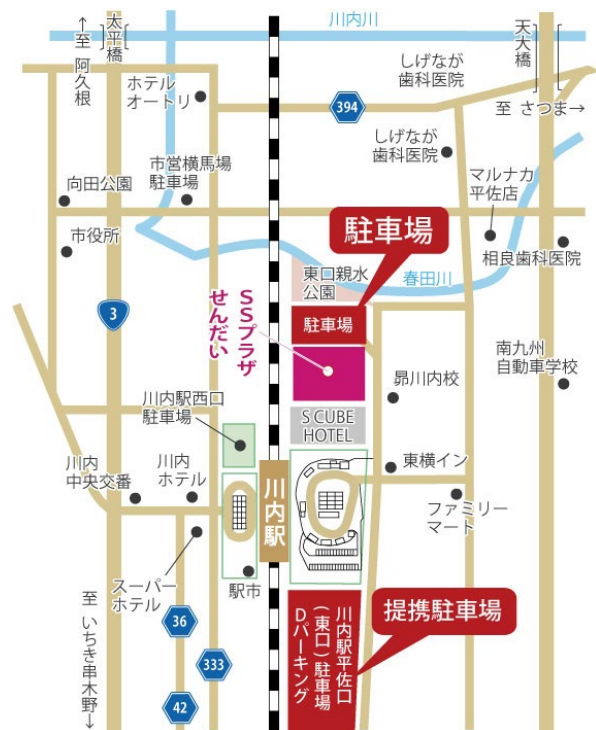 川内川
←至 阿久根
太平橋
天大橋
しげなが
歯科医院
ホテル
オートリ
394
至 さつま→
しげなが
歯科医院
市営横馬場
駐車場
向田公園
マルナカ
平佐店
駐車場
市役所
相良歯科医院
東口親水
公園
春田川
3
SSプラザ
せんだい
駐車場
南九州
自動車学校
昴川内校
川内駅西口
駐車場
S CUBE
HOTEL
川内
中央交番
川内
ホテル
川内駅
東横イン
ファミリー
マート
スーパー
ホテル
駅市
至 いちき串木野→
36
333
42
川内駅平佐口
(東口)駐車場
Dパーキング
提携駐車場